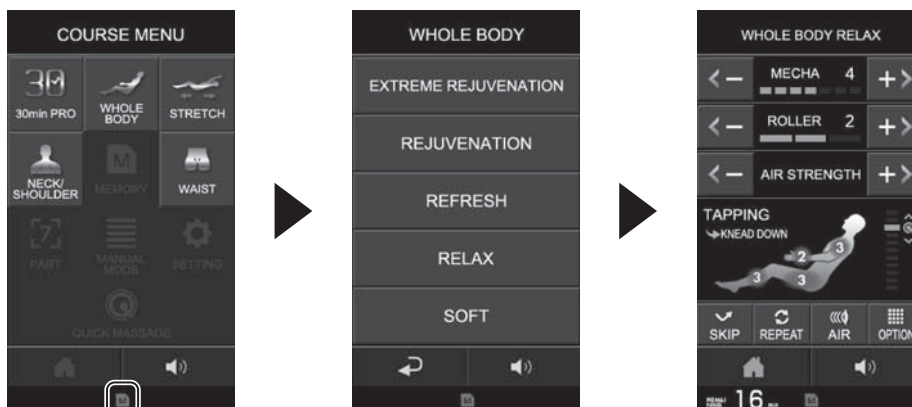 COURSE MENU
30
30min PRO
WHOLE
BODY
STRETCH
NECK/
SHOULDER
M
MEMORY
WAIST
7
PART
MANUAL
MODE
SETTING
QUICK MASSAGE
M
WHOLE BODY
EXTREME REJUVENATION
REJUVENATION
REFRESH
RELAX
SOFT
M
WHOLE BODY RELAX
< − MECHA 4 + >
< − ROLLER 2 + >
< − AIR STRENGTH + >
TAPPING
KNEAD DOWN
3
2
3
3
SKIP
REPEAT
AIR
OPTION
16
M